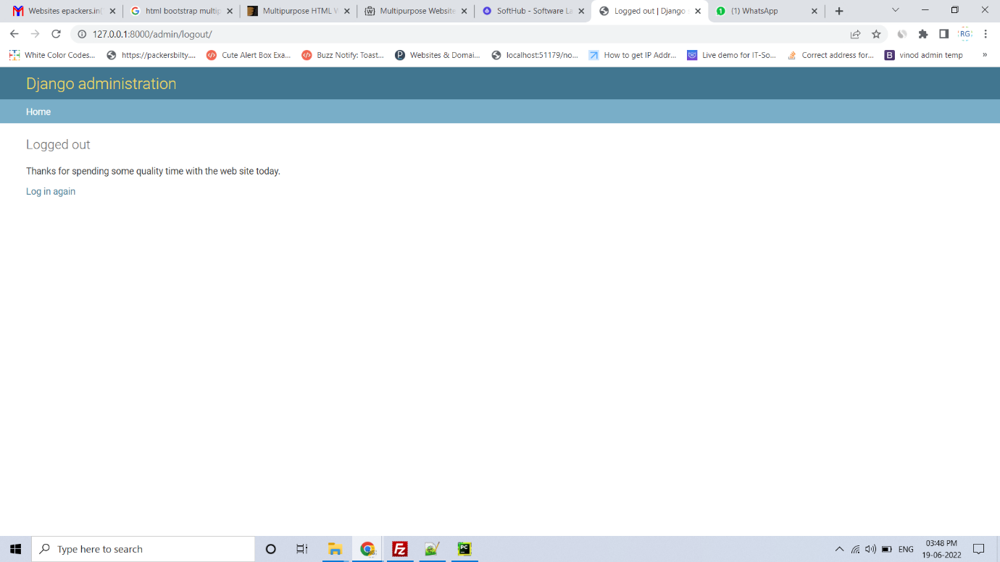 Websites epackers.in(
html bootstrap multip
Multipurpose HTML W
Multipurpose Website
SoftHub - Software La
Logged out | Django
(1) WhatsApp
127.0.0.1:8000/admin/logout/
RG
White Color Codes...
https://packersbilty....
Cute Alert Box Exa...
Buzz Notify: Toast...
Websites & Domai...
localhost:51179/no...
How to get IP Addr...
Live demo for IT-So...
Correct address for...
vinod admin temp
»
Django administration
Home
Logged out
Thanks for spending some quality time with the web site today.
Log in again
Type here to search
ENG
03:48 PM
19-06-2022